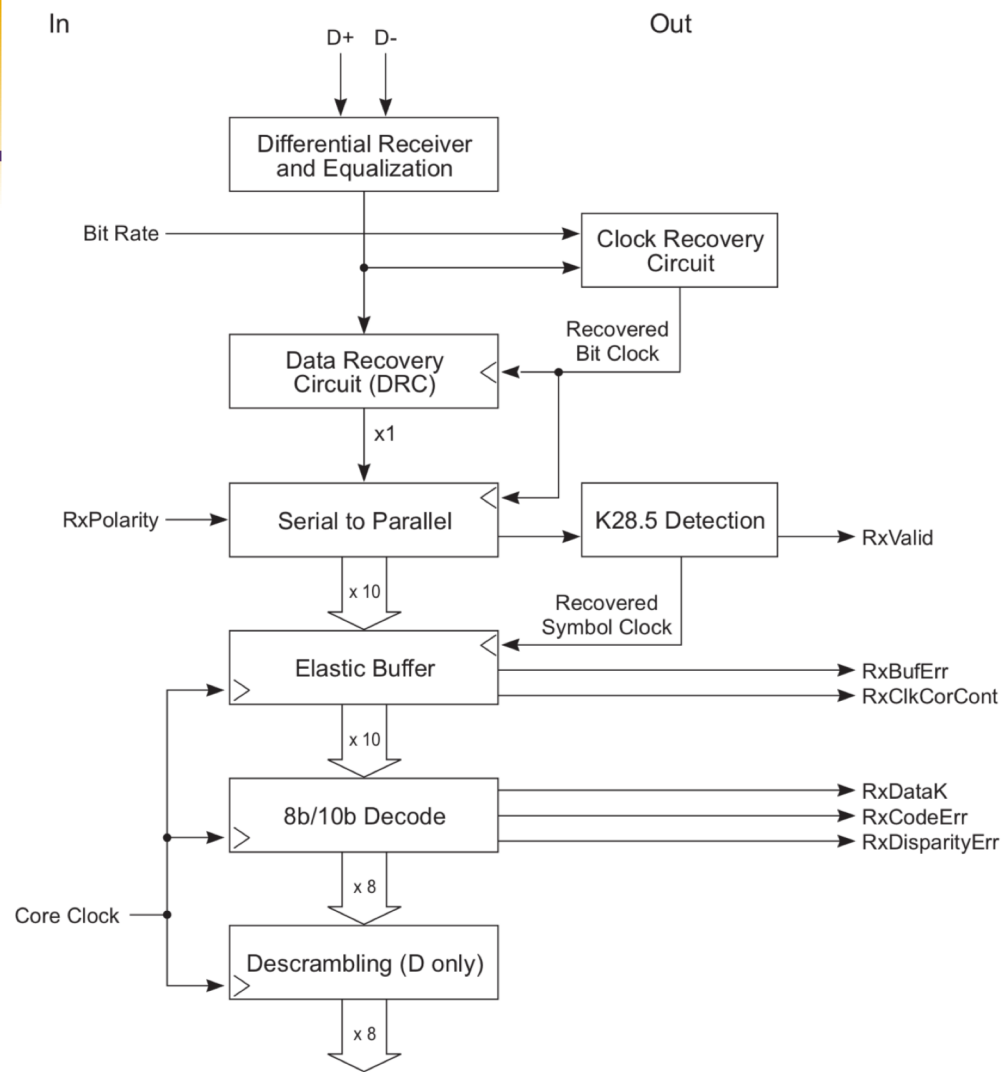 In
Out
D+ D-
Differential Receiver
and Equalization
Bit Rate
Clock Recovery
Circuit
Recovered
Bit Clock
Data Recovery
Circuit (DRC)
x1
RxPolarity
Serial to Parallel
K28.5 Detection
RxValid
x 10
Recovered
Symbol Clock
Elastic Buffer
RxBufErr
RxClkCorCont
x 10
8b/10b Decode
RxDataK
RxCodeErr
RxDisparityErr
x 8
Core Clock
Descrambling (D only)
x 8